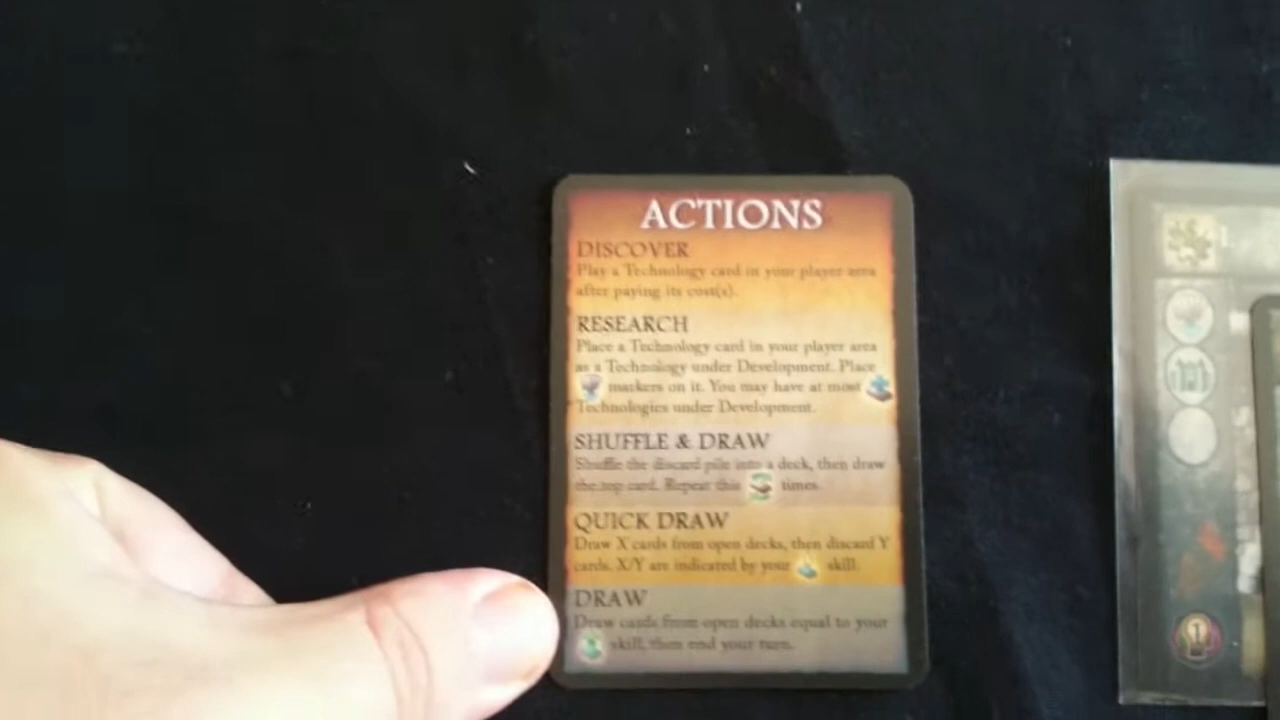 ACTIONS
DISCOVER
Play a Technology card in your player area
after paying its cost(s).
RESEARCH
Place a Technology card in your player area
as a Technology under Development. Place
markers on it. You may have at most
Technologies under Development.
SHUFFLE & DRAW
Shuffle the discard pile into a deck, then draw
the top card. Repeat this times.
QUICK DRAW
Draw X cards from open decks, then discard Y
cards. X/Y are indicated by your skill.
DRAW
Draw cards from open decks equal to your
skill, then end your turn.
1